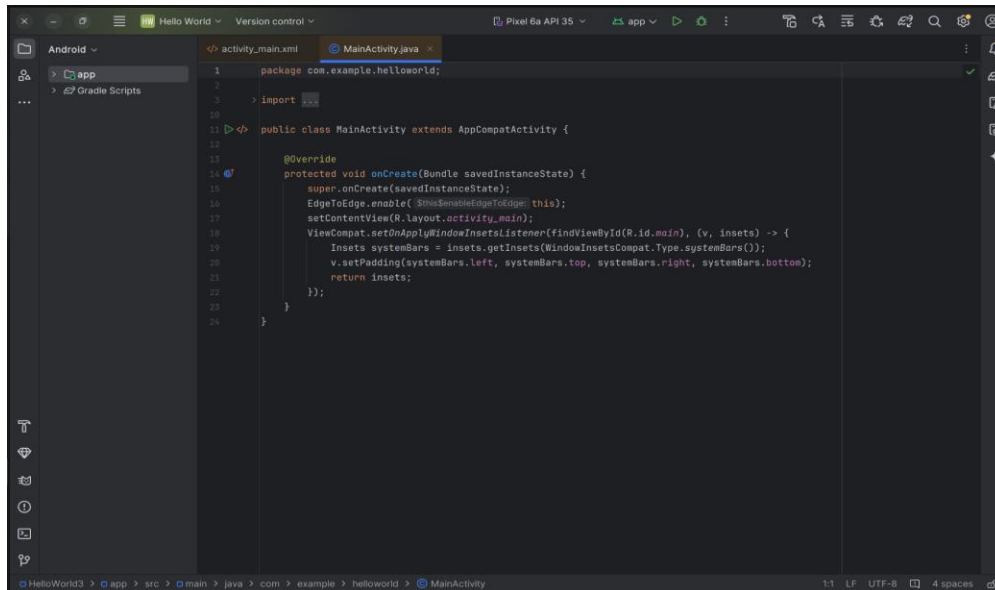 HW Hello World Version control Pixel 6a API 35 app
Android
activity_main.xml MainActivity.java
app
Gradle Scripts
1 package com.example.helloworld;
2
3 import ...
10
11 public class MainActivity extends AppCompatActivity {
12
13 @Override
14 protected void onCreate(Bundle savedInstanceState) {
15 super.onCreate(savedInstanceState);
16 EdgeToEdge.enable( $this$enableEdgeToEdge: this);
17 setContentView(R.layout.activity_main);
18 ViewCompat.setOnApplyWindowInsetsListener(findViewById(R.id.main), (v, insets) -> {
19 Insets systemBars = insets.getInsets(WindowInsetsCompat.Type.systemBars());
20 v.setPadding(systemBars.left, systemBars.top, systemBars.right, systemBars.bottom);
21 return insets;
22 });
23 }
24 }
HelloWorld3 > app > src > main > java > com > example > helloworld > MainActivity 1:1 LF UTF-8 4 spaces